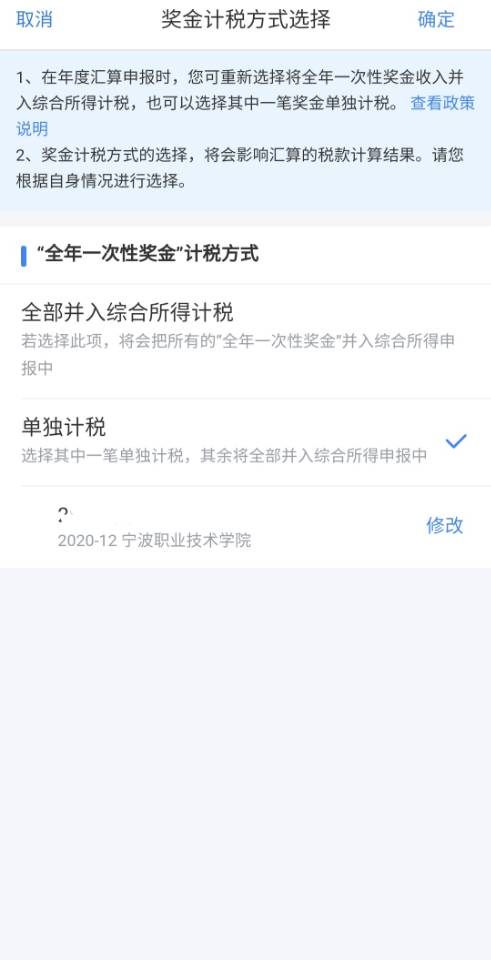 取消 奖金计税方式选择 确定
1、在年度汇算申报时，您可重新选择将全年一次性奖金收入并
入综合所得计税，也可以选择其中一笔奖金单独计税。 查看政策
说明
2、奖金计税方式的选择，将会影响汇算的税款计算结果。请您
根据自身情况进行选择。
“全年一次性奖金”计税方式
全部并入综合所得计税
若选择此项，将会把所有的“全年一次性奖金”并入综合所得申
报中
单独计税
选择其中一笔单独计税，其余将全部并入综合所得申报中
修改
2020-12 宁波职业技术学院